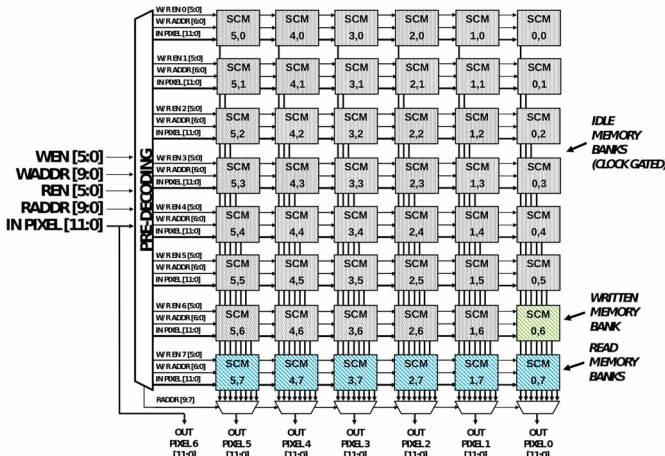 W/R EN 0 [5:0]
W/R ADDR [6:0]
IN PIXEL [11:0]
SCM 5,0
SCM 4,0
SCM 3,0
SCM 2,0
SCM 1,0
SCM 0,0
W/R EN 1 [5:0]
W/R ADDR [6:0]
IN PIXEL [11:0]
SCM 5,1
SCM 4,1
SCM 3,1
SCM 2,1
SCM 1,1
SCM 0,1
W/R EN 2 [5:0]
W/R ADDR [6:0]
IN PIXEL [11:0]
SCM 5,2
SCM 4,2
SCM 3,2
SCM 2,2
SCM 1,2
SCM 0,2
IDLE
MEMORY
BANKS
(CLOCK GATED)
WEN [5:0]
WADDR [9:0]
REN [5:0]
RADDR [9:0]
IN PIXEL [11:0]
PRE-DECODING
W/R EN 3 [5:0]
W/R ADDR [6:0]
IN PIXEL [11:0]
SCM 5,3
SCM 4,3
SCM 3,3
SCM 2,3
SCM 1,3
SCM 0,3
W/R EN 4 [5:0]
W/R ADDR [6:0]
IN PIXEL [11:0]
SCM 5,4
SCM 4,4
SCM 3,4
SCM 2,4
SCM 1,4
SCM 0,4
W/R EN 5 [5:0]
W/R ADDR [6:0]
IN PIXEL [11:0]
SCM 5,5
SCM 4,5
SCM 3,5
SCM 2,5
SCM 1,5
SCM 0,5
W/R EN 6 [5:0]
W/R ADDR [6:0]
IN PIXEL [11:0]
SCM 5,6
SCM 4,6
SCM 3,6
SCM 2,6
SCM 1,6
SCM 0,6
WRITTEN
MEMORY
BANK
W/R EN 7 [5:0]
W/R ADDR [6:0]
IN PIXEL [11:0]
SCM 5,7
SCM 4,7
SCM 3,7
SCM 2,7
SCM 1,7
SCM 0,7
READ
MEMORY
BANKS
RADDR [9:7]
OUT
PIXEL 6
[11:0]
OUT
PIXEL 5
[11:0]
OUT
PIXEL 4
[11:0]
OUT
PIXEL 3
[11:0]
OUT
PIXEL 2
[11:0]
OUT
PIXEL 1
[11:0]
OUT
PIXEL 0
[11:0]